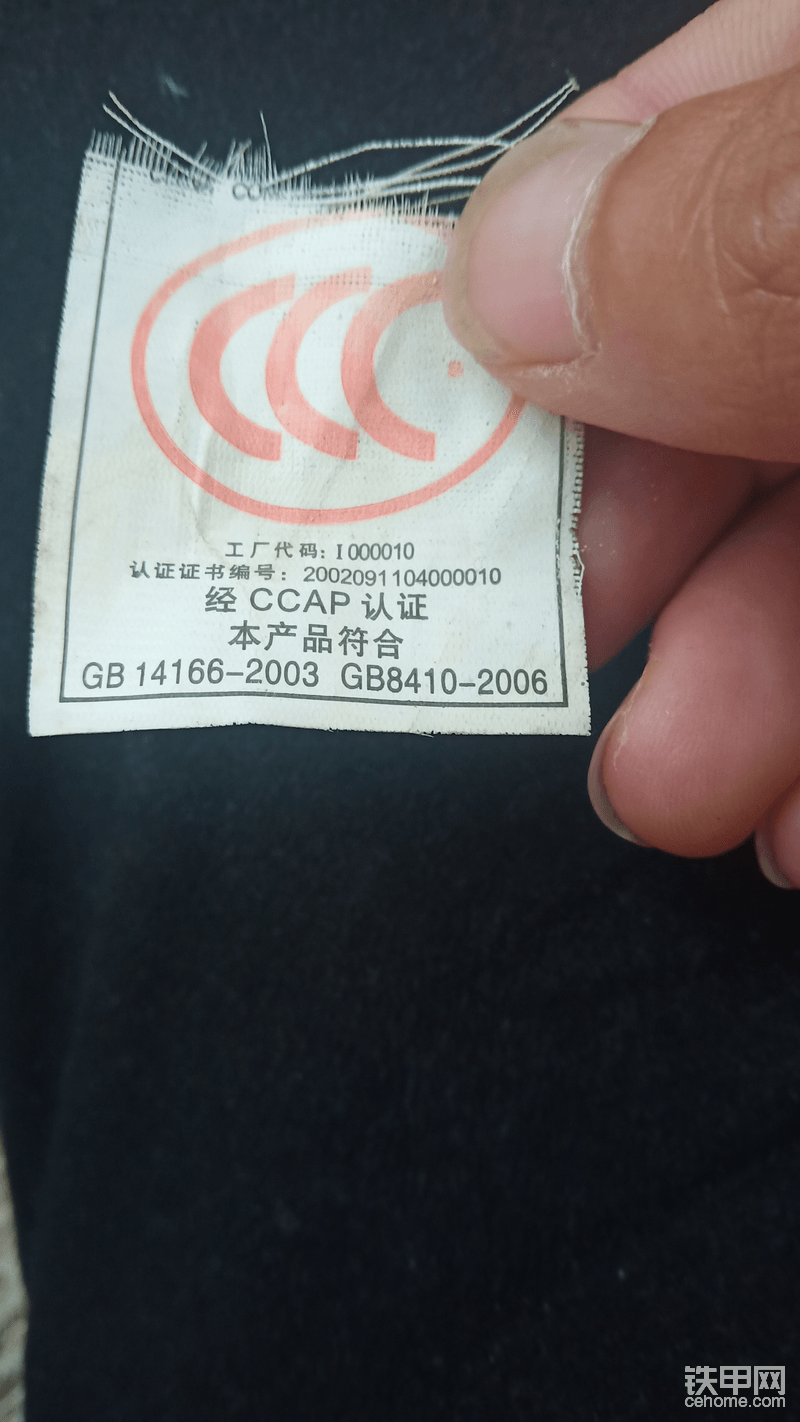 CCC
工厂代码: I000010
认证证书编号: 2002091104000010
经 CCAP 认证
本产品符合
GB 14166-2003 GB8410-2006
铁甲网
cehome.com